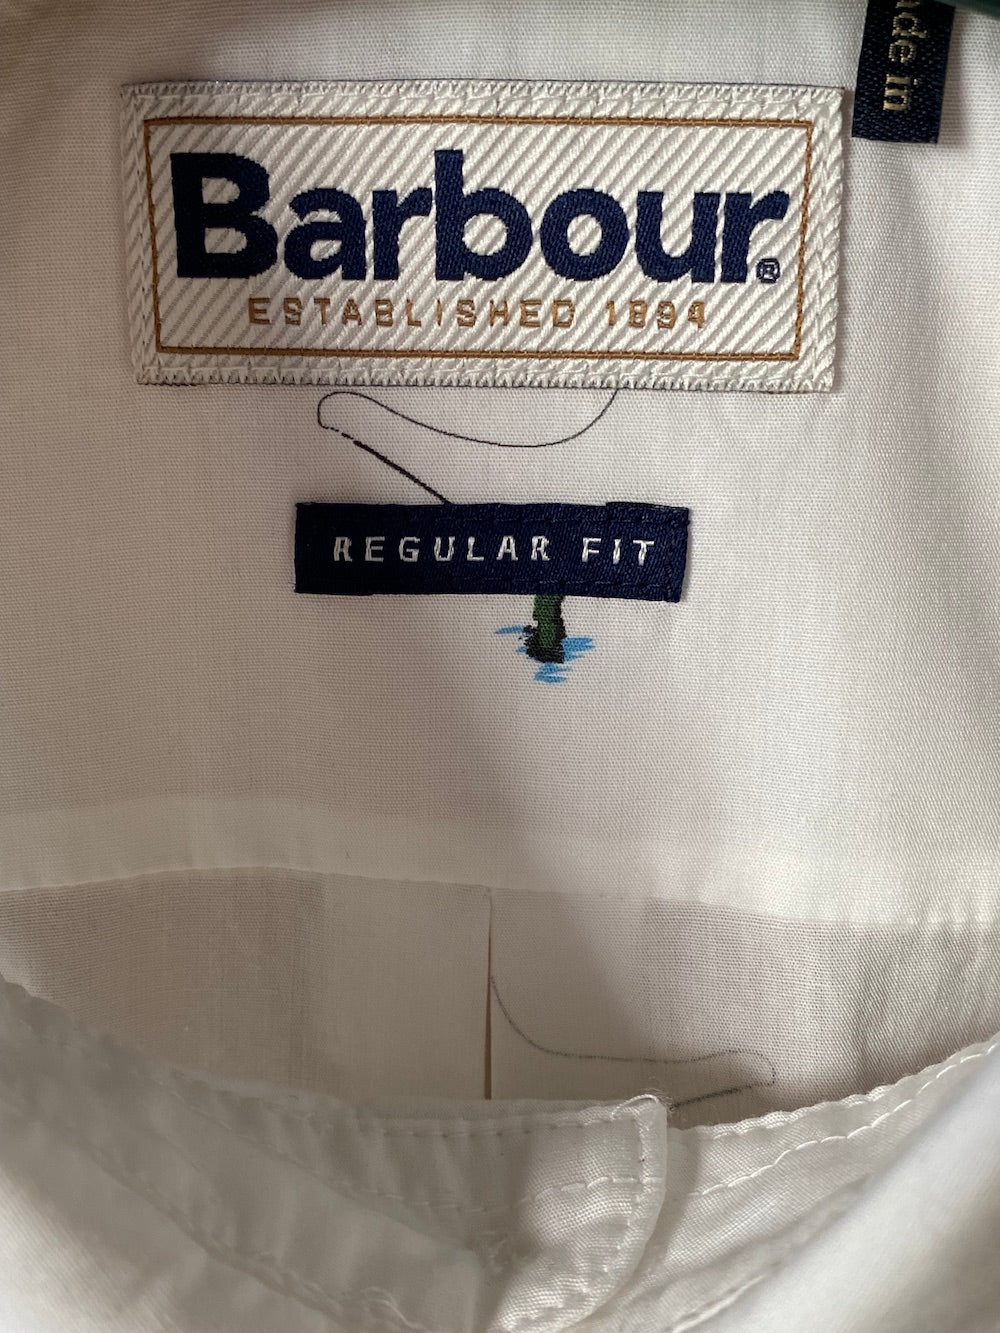 ade in
Barbour®
ESTABLISHED 1894
REGULAR FIT